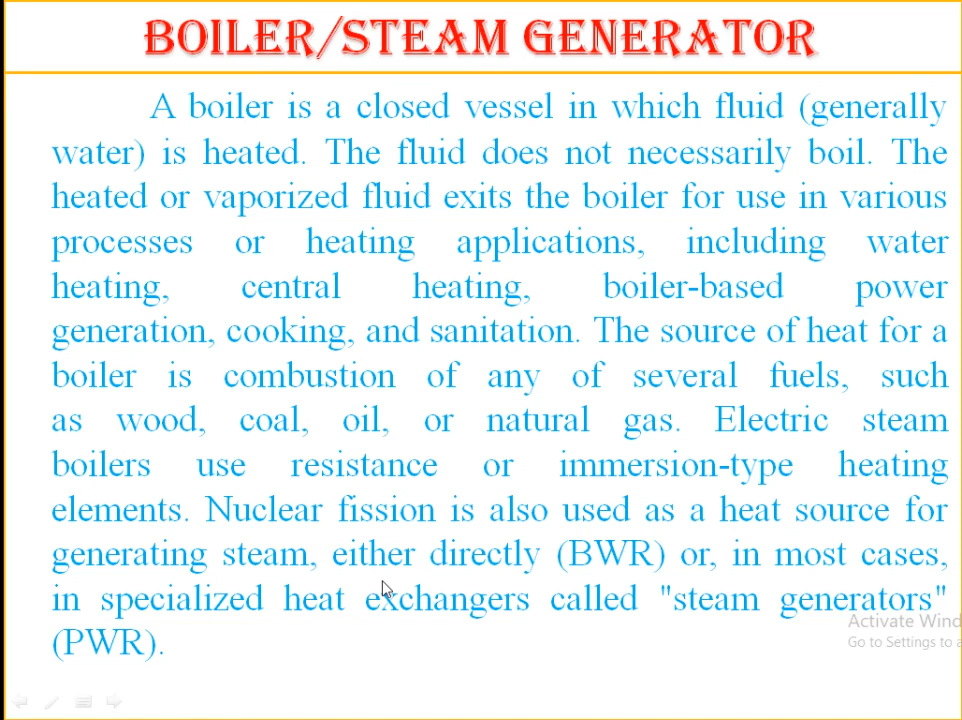 BOILER/STEAM GENERATOR
A boiler is a closed vessel in which fluid (generally
water) is heated. The fluid does not necessarily boil. The
heated or vaporized fluid exits the boiler for use in various
processes or heating applications, including water
heating, central heating, boiler-based power
generation, cooking, and sanitation. The source of heat for a
boiler is combustion of any of several fuels, such
as wood, coal, oil, or natural gas. Electric steam
boilers use resistance or immersion-type heating
elements. Nuclear fission is also used as a heat source for
generating steam, either directly (BWR) or, in most cases,
in specialized heat exchangers called "steam generators"
(PWR).
Activate Wind
Go to Settings to a